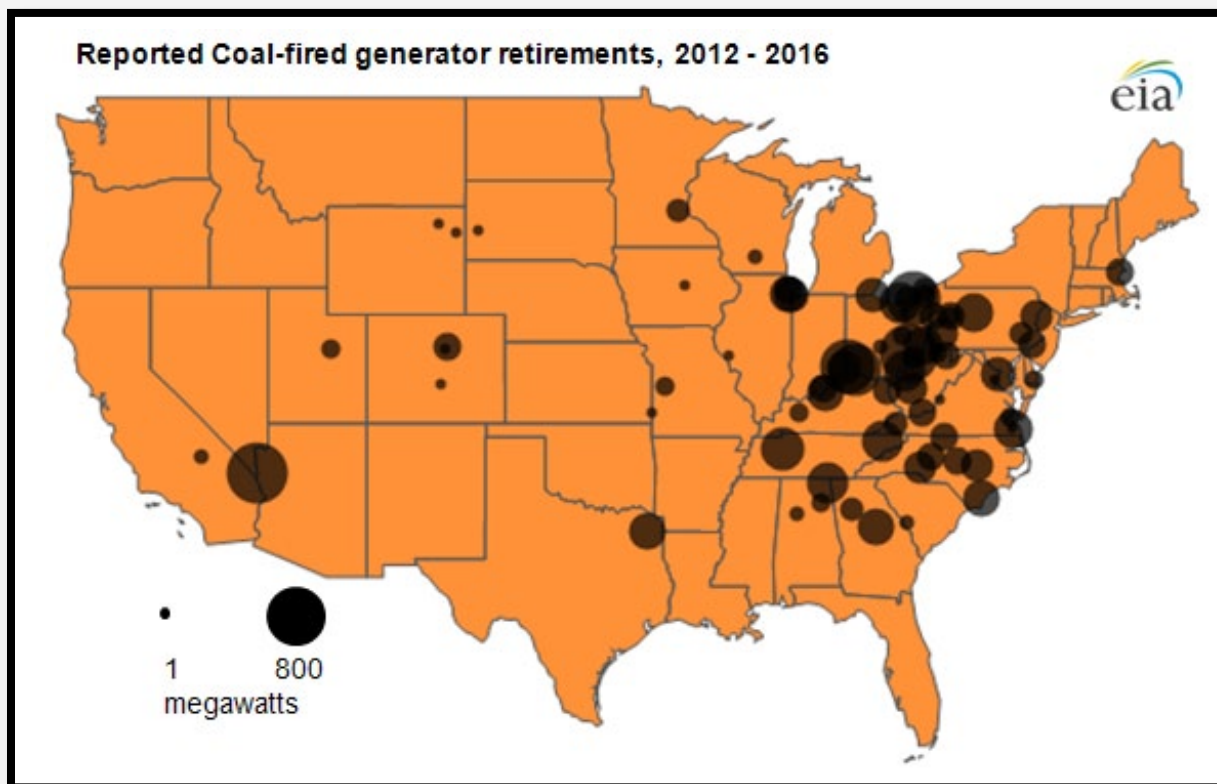 Reported Coal-fired generator retirements, 2012 - 2016
eia
1 800
megawatts